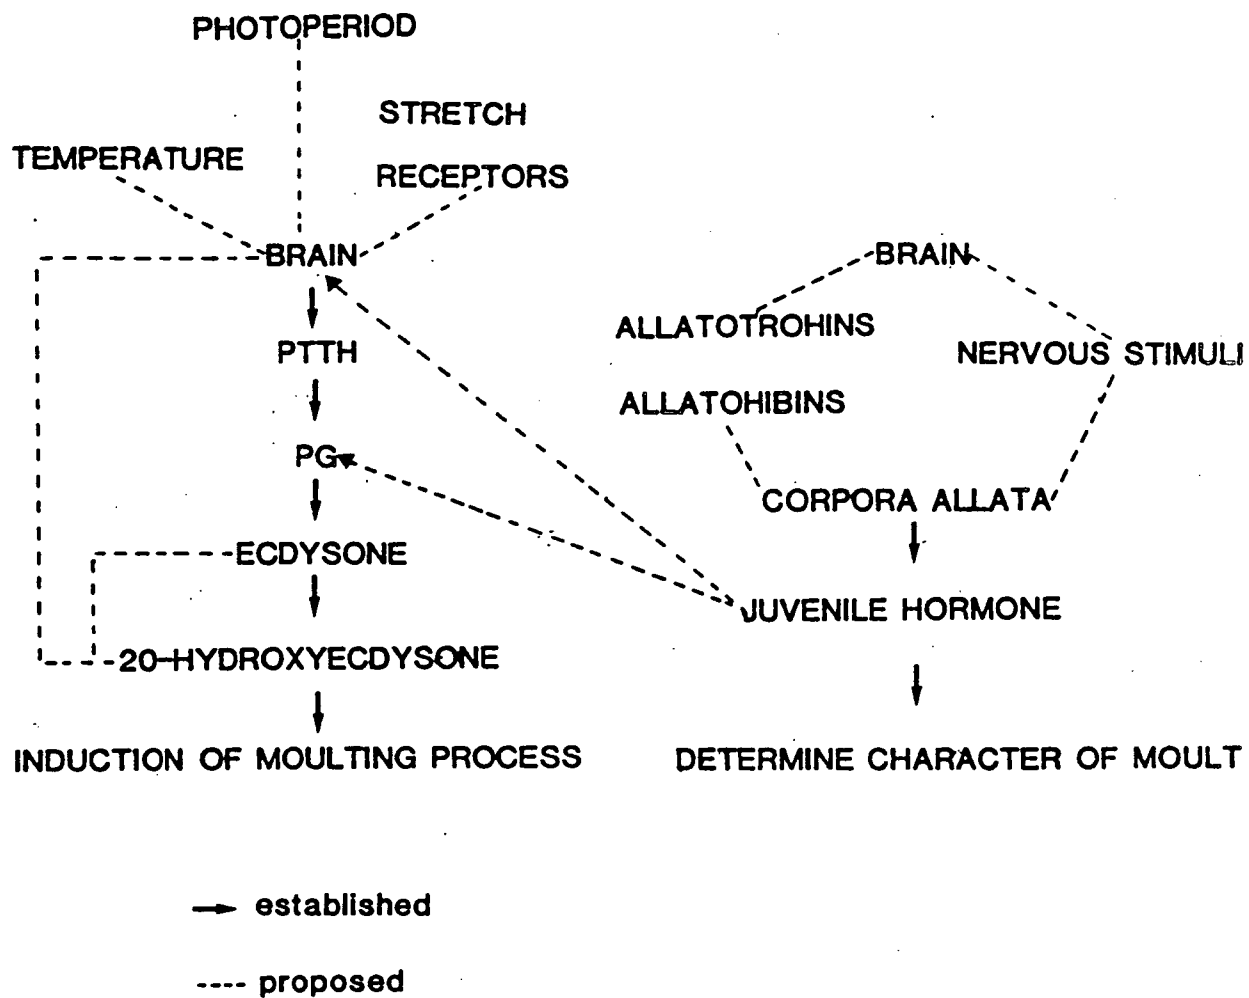 PHOTOPERIOD
STRETCH
RECEPTORS
TEMPERATURE
BRAIN
PTTH
PG
ECDYSONE
20-HYDROXYECDYSONE
INDUCTION OF MOULTING PROCESS
BRAIN
ALLATOTROHINS
NERVOUS STIMULI
ALLATOHIBINS
CORPORA ALLATA
JUVENILE HORMONE
DETERMINE CHARACTER OF MOULT
established
proposed